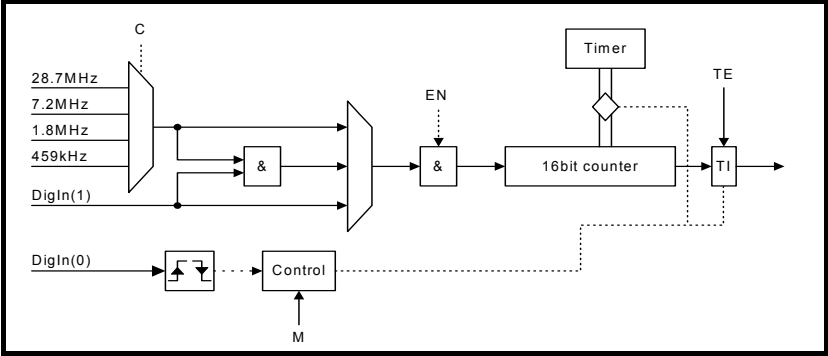 C
Timer
28.7MHz
TE
7.2MHz
EN
1.8MHz
459kHz
&
&
16bit counter
TI
DigIn(1)
DigIn(0)
Control
M